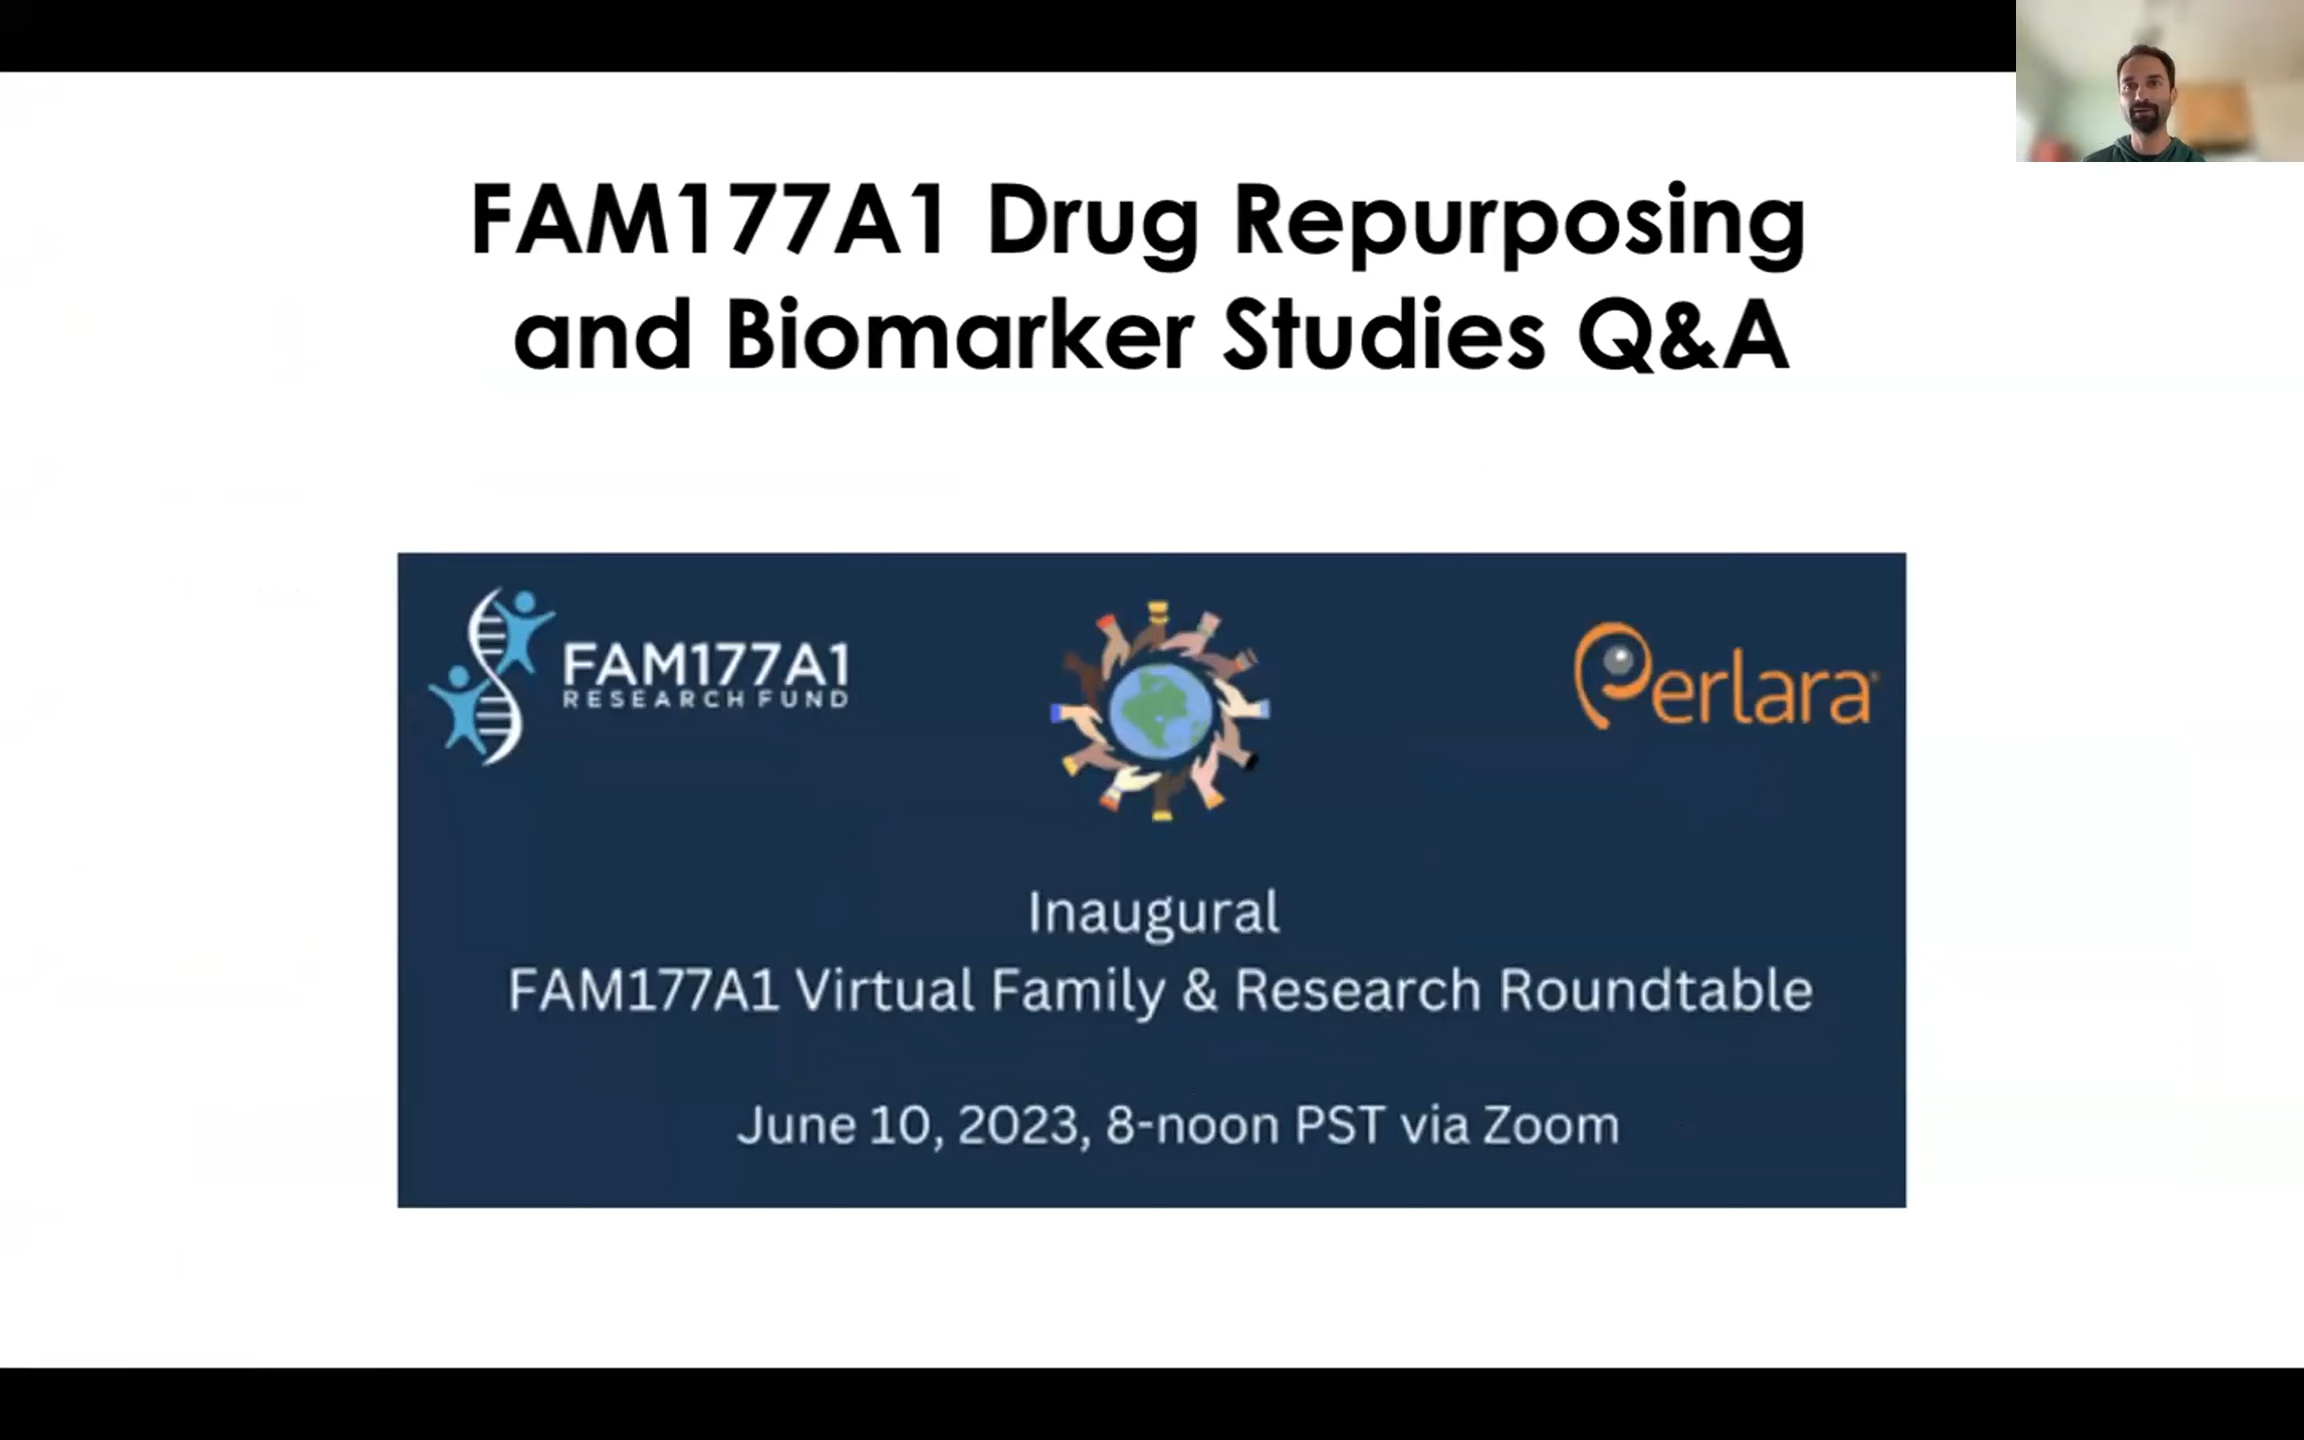 FAM177A1 Drug Repurposing
and Biomarker Studies Q&A
FAM177A1
RESEARCH FUND
Perlara
Inaugural
FAM177A1 Virtual Family & Research Roundtable
June 10, 2023, 8-noon PST via Zoom